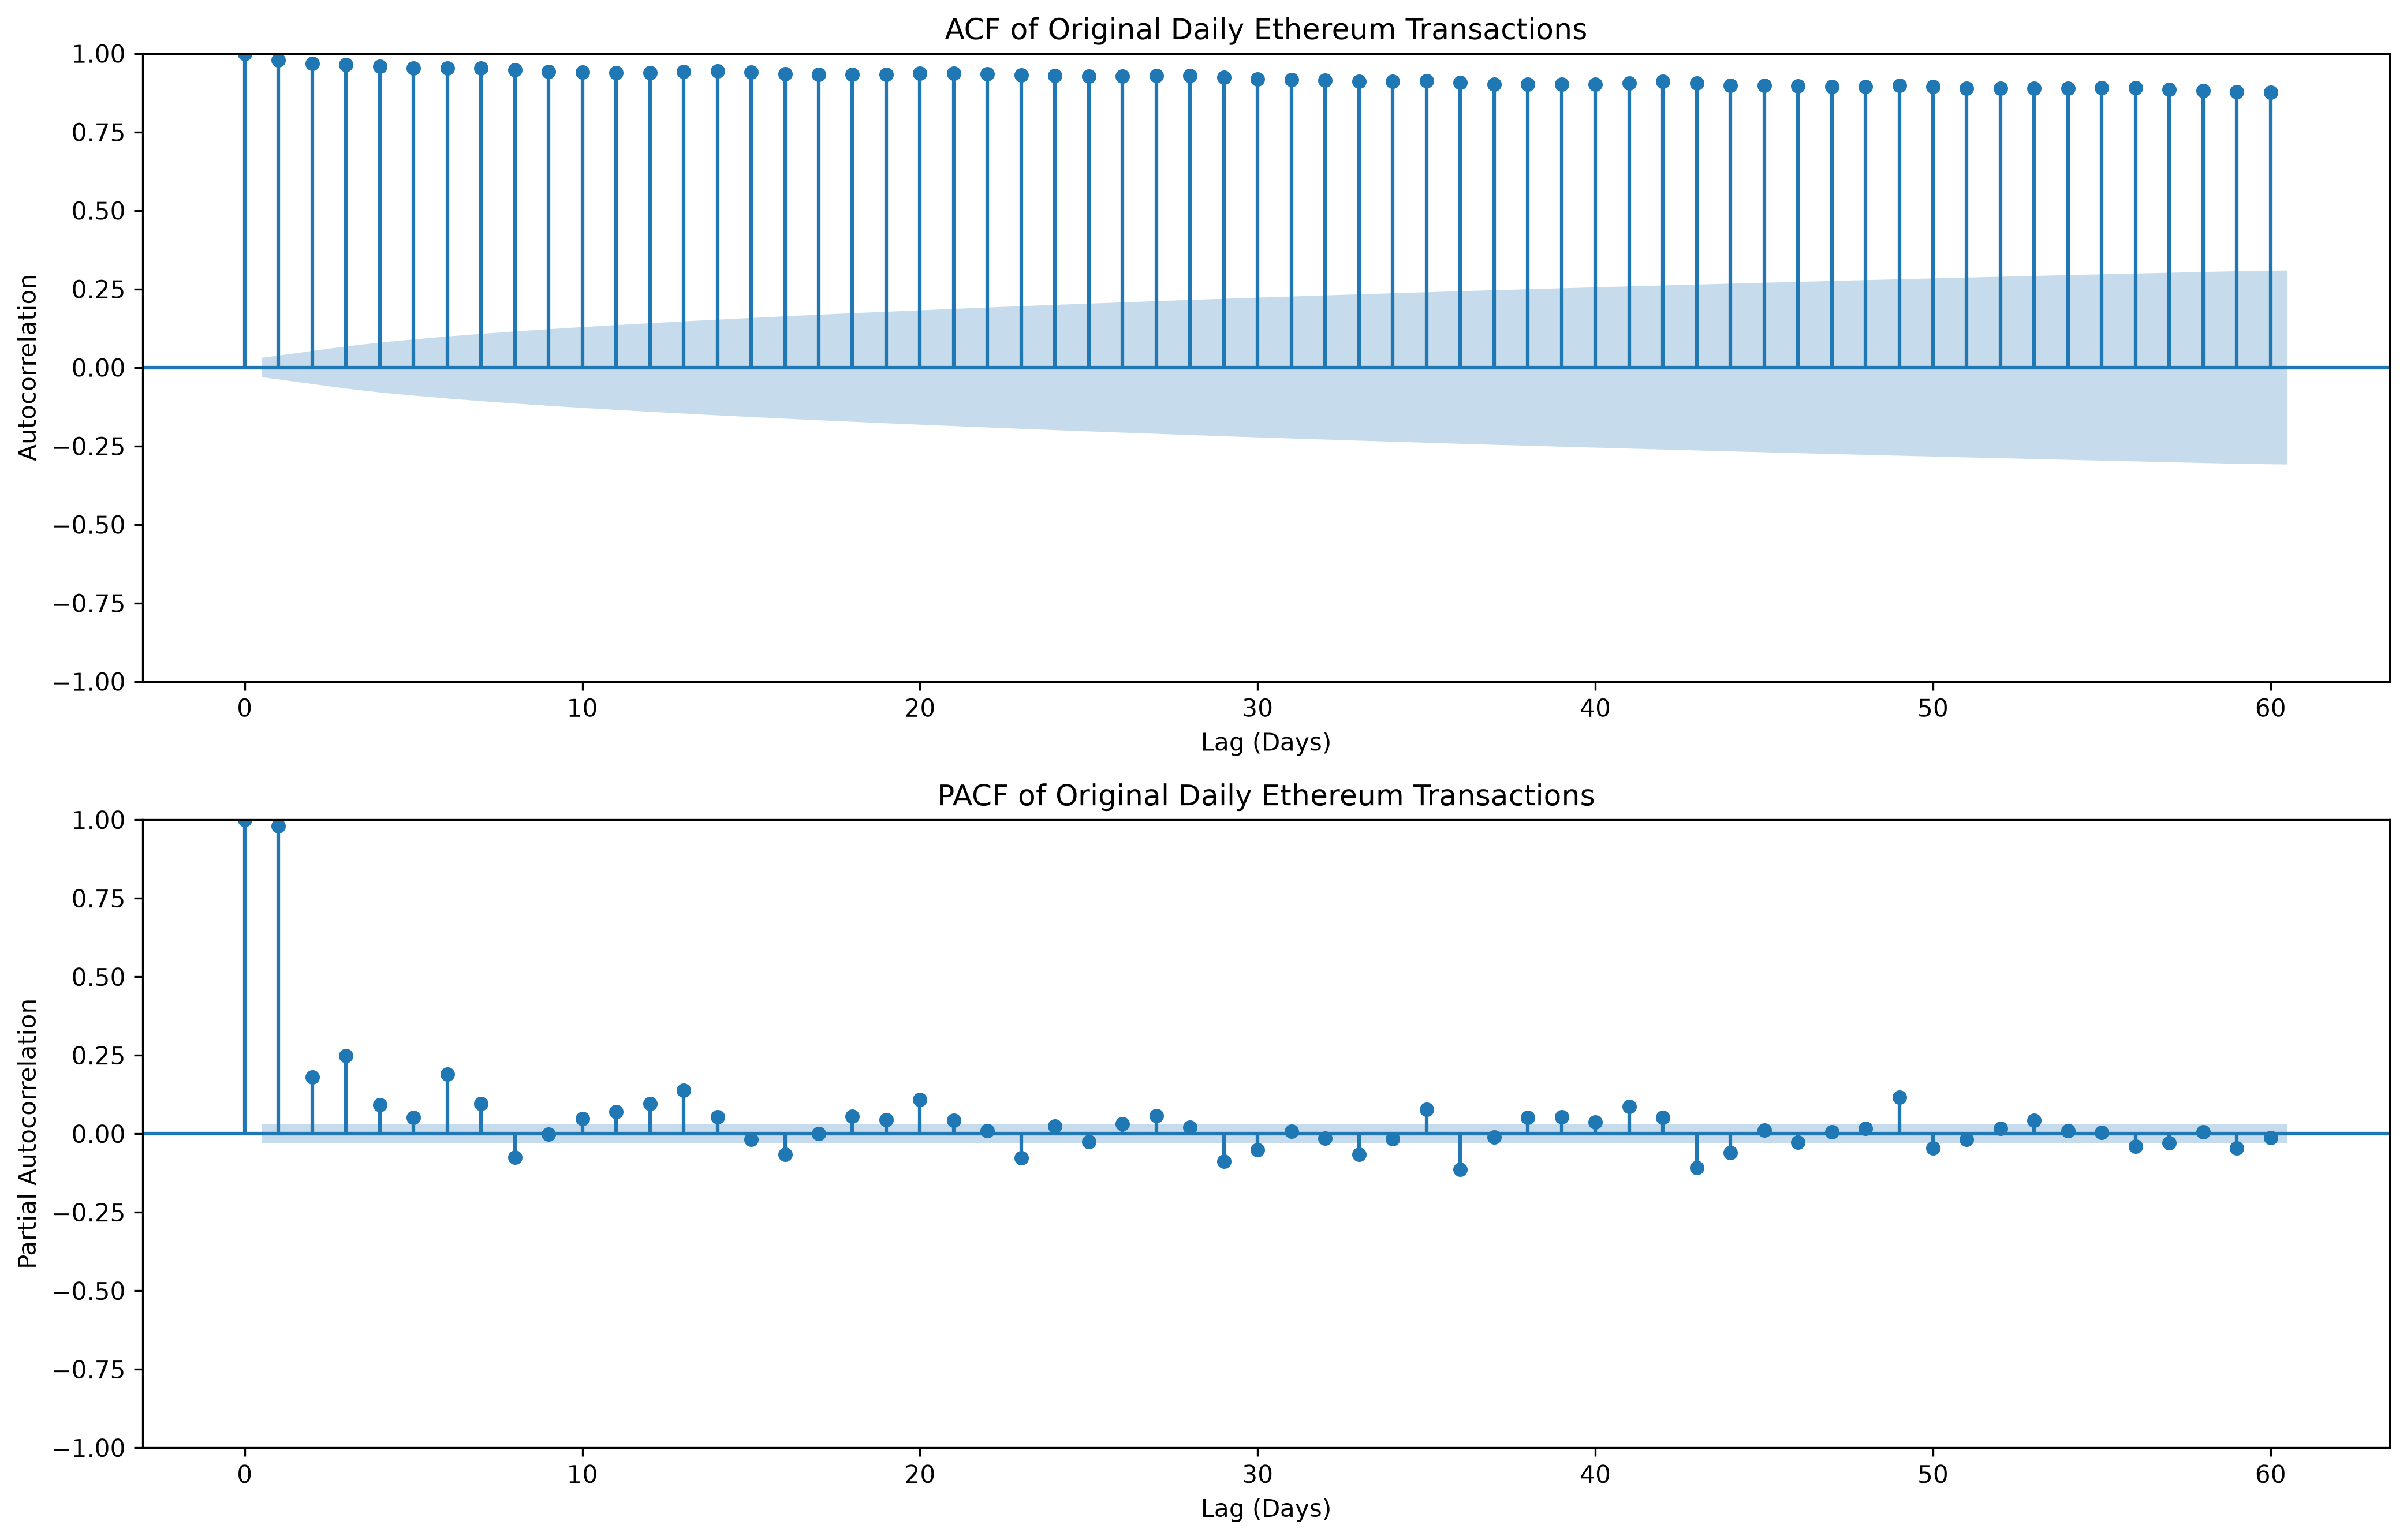 ACF of Original Daily Ethereum Transactions
1.00
0.75
0.50
0.25
0.00
−0.25
−0.50
−0.75
−1.00
Autocorrelation
0 10 20 30 40 50 60
Lag (Days)
PACF of Original Daily Ethereum Transactions
1.00
0.75
0.50
0.25
0.00
−0.25
−0.50
−0.75
−1.00
Partial Autocorrelation
0 10 20 30 40 50 60
Lag (Days)